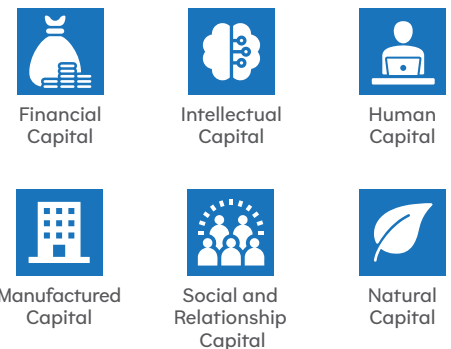 Financial
Capital
Intellectual
Capital
Human
Capital
Manufactured
Capital
Social and
Relationship
Capital
Natural
Capital